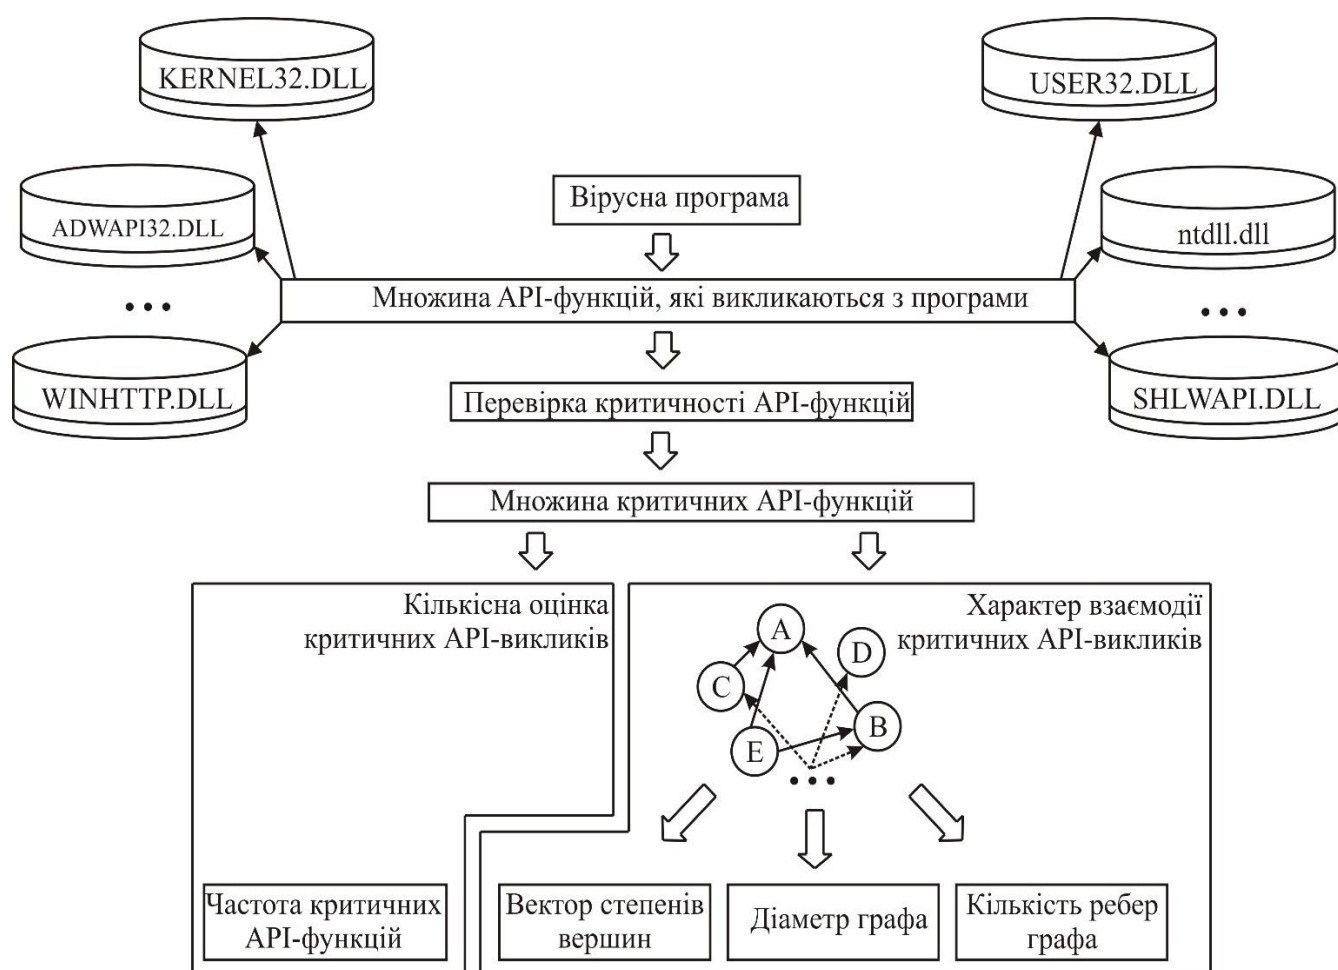 KERNEL32.DLL
USER32.DLL
ADWAPI32.DLL
Вірусна програма
ntdll.dll
...
Множина API-функцій, які викликаються з програми
...
WINHTTP.DLL
Перевірка критичності API-функцій
SHLWAPI.DLL
Множина критичних API-функцій
Кількісна оцінка
критичних API-викликів
Характер взаємодії
критичних API-викликів
A
D
C
B
E
...
Частота критичних
API-функцій
Вектор степенів
вершин
Діаметр графа
Кількість ребер
графа